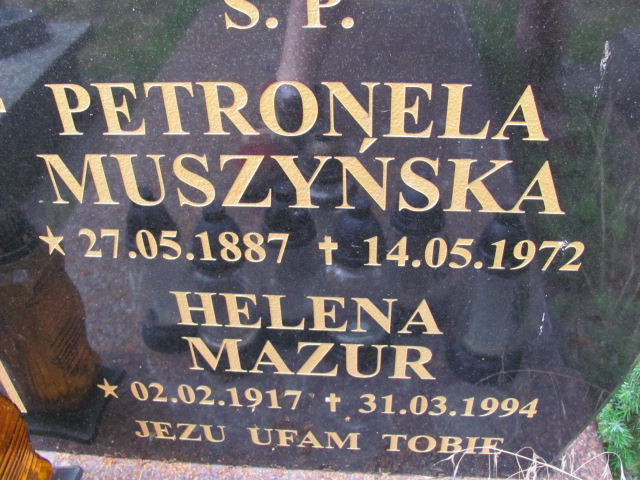 Ś. P.
PETRONELA
MUSZYŃSKA
★ 27.05.1887 ✝ 14.05.1972
HELENA
MAZUR
★ 02.02.1917 ✝ 31.03.1994
JEZU UFAM TOBIE